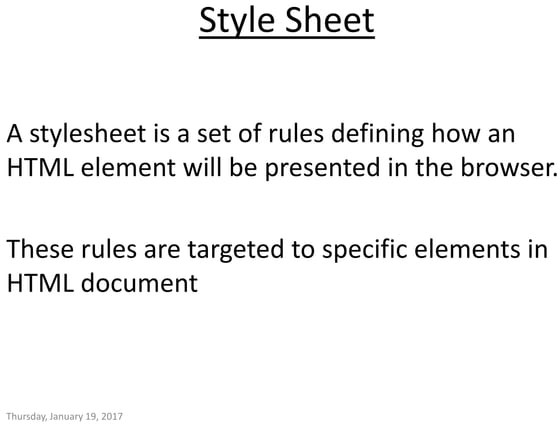 Style Sheet
A stylesheet is a set of rules defining how an
HTML element will be presented in the browser.
These rules are targeted to specific elements in
HTML document
Thursday, January 19, 2017